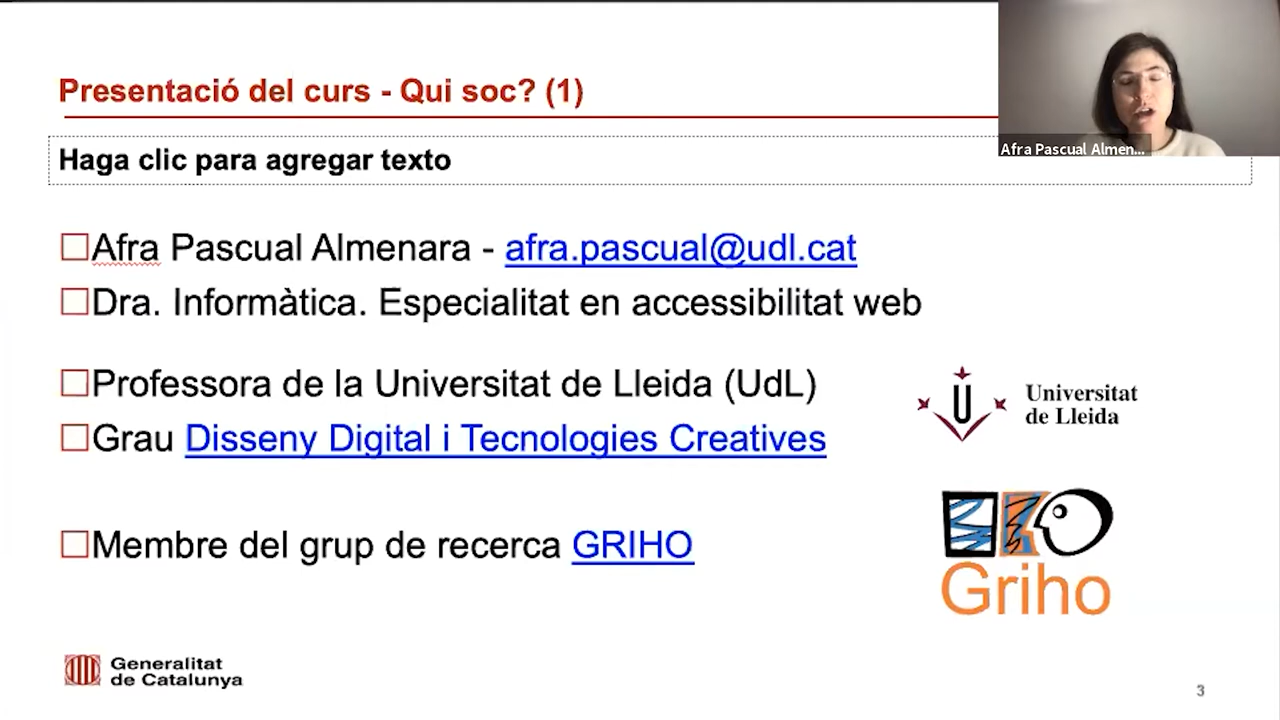 Presentació del curs - Qui soc? (1)
Afra Pascual Almen...
Haga clic para agregar texto
Afra Pascual Almenara - afra.pascual@udl.cat
Dra. Informàtica. Especialitat en accessibilitat web
Professora de la Universitat de Lleida (UdL)
Grau Disseny Digital i Tecnologies Creatives
U
Universitat
de Lleida
Membre del grup de recerca GRIHO
Griho
Generalitat
de Catalunya
3